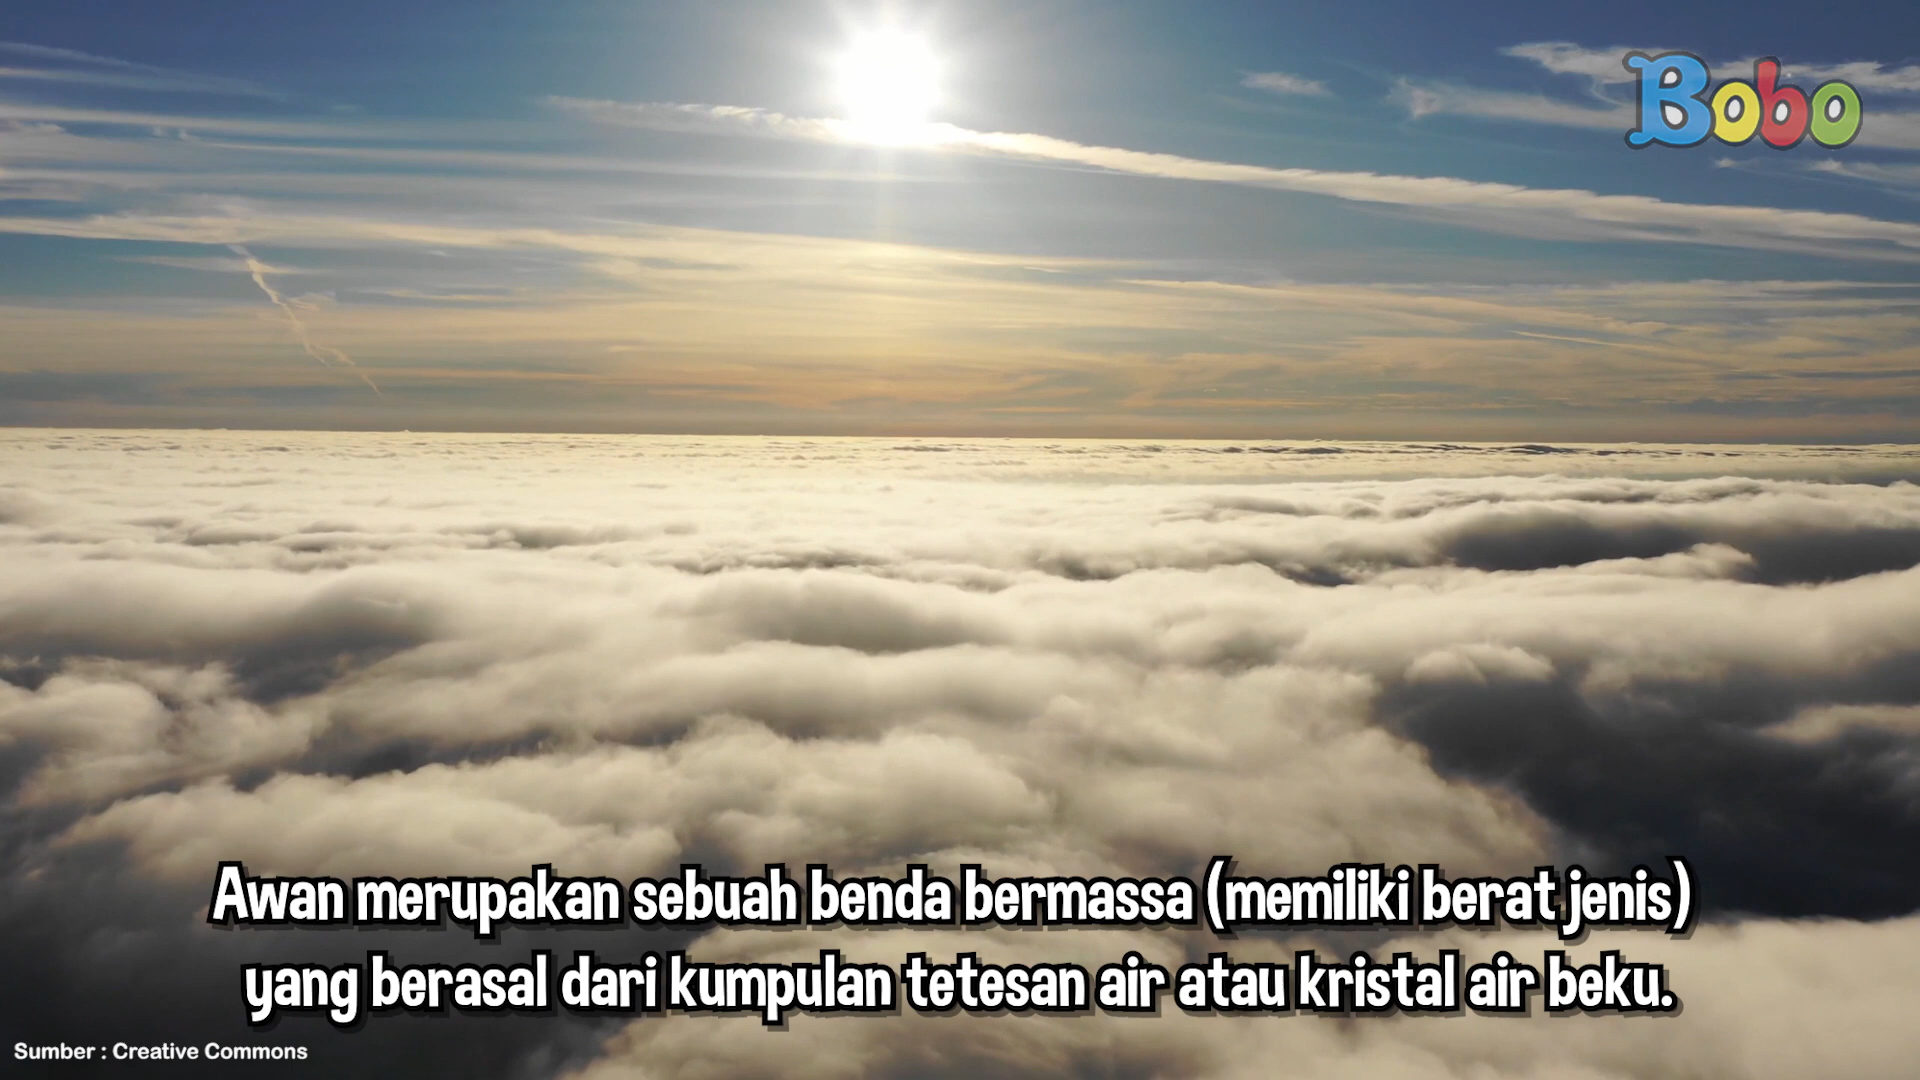 Bobo
Awan merupakan sebuah benda bermassa (memiliki berat jenis)
yang berasal dari kumpulan tetesan air atau kristal air beku.
Sumber : Creative Commons